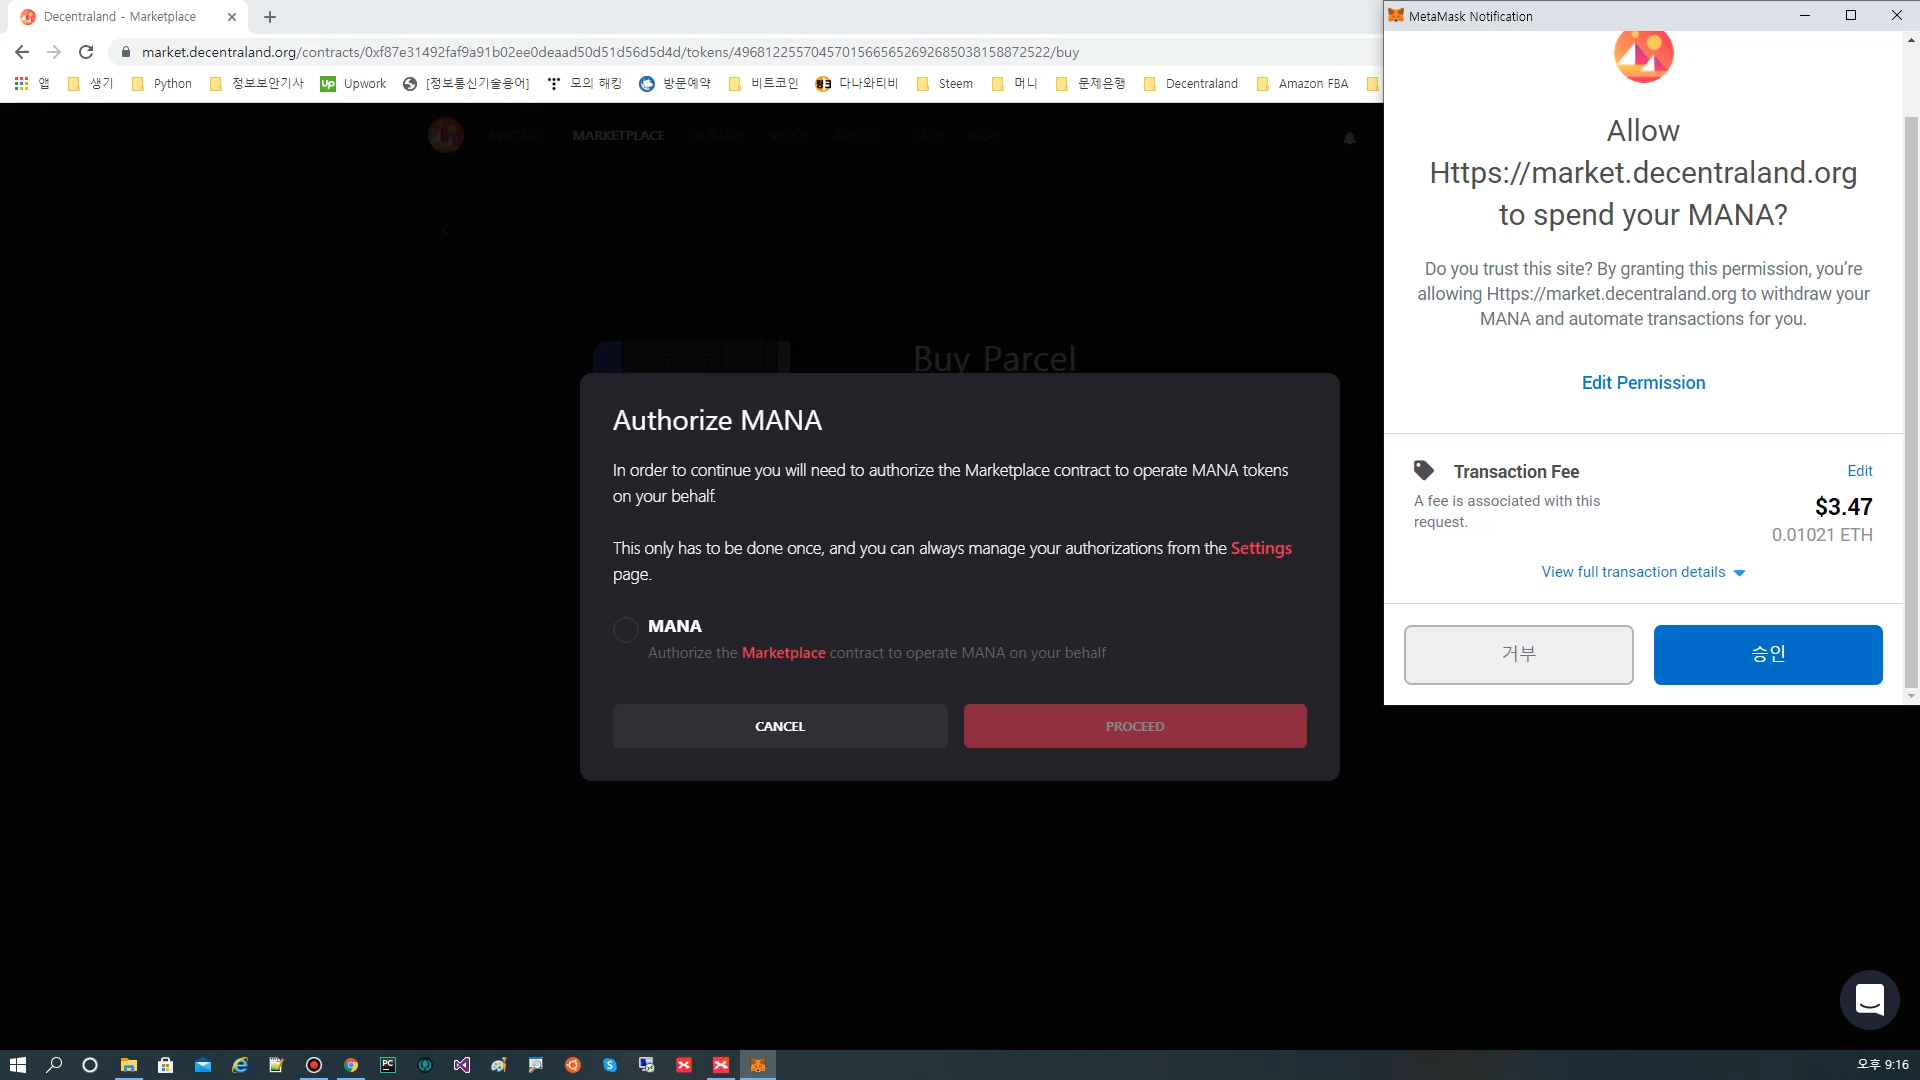 Decentraland - Marketplace
market.decentraland.org/contracts/0xf87e31492faf9a91b02ee0deaad50d51d56d5d4d/tokens/4968122557045701566565269268503815887252​2/buy
앱 생기 Python 정보보안기사 Up Upwork [정보통신기술용어] 모의 해킹 방문예약 비트코인 다나와티비 Steem 머니 문제은행 Decentraland Amazon FBA
MARKETPLACE BUILDER
Buy Parcel
Authorize MANA
In order to continue you will need to authorize the Marketplace contract to operate MANA tokens
on your behalf.
This only has to be done once, and you can always manage your authorizations from the Settings
page.
MANA
Authorize the Marketplace contract to operate MANA on your behalf
CANCEL
PROCEED
MetaMask Notification
Allow
Https://market.decentraland.org
to spend your MANA?
Do you trust this site? By granting this permission, you’re
allowing Https://market.decentraland.org to withdraw your
MANA and automate transactions for you.
Edit Permission
Transaction Fee
Edit
A fee is associated with this
request.
$3.47
0.01021 ETH
View full transaction details
거부
승인
PC
오후 9:16